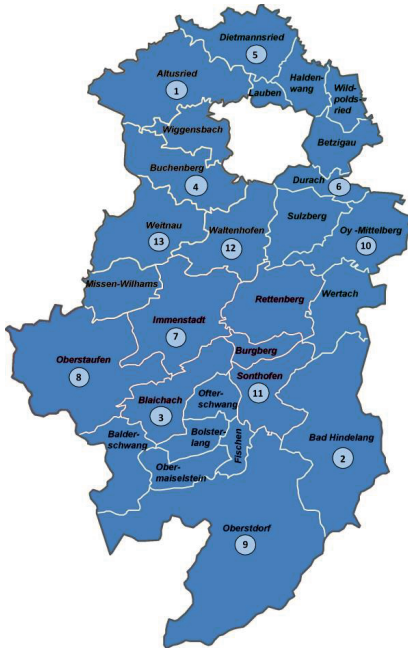 Dietmannsried
5
Altusried
1
Lauben
Halden-
wang
Wild-
polds-
ried
Wiggensbach
Betzigau
Buchenberg
4
Durach
6
Weitnau
13
Waltenhofen
12
Sulzberg
Oy -Mittelberg
10
Missen-Wilhams
Immenstadt
7
Rettenberg
Wertach
Burgberg
Oberstaufen
8
Sonthofen
11
Blaichach
3
Ofter-
schwang
Balder-
schwang
Bolster-
lang
Fischen
Bad Hindelang
2
Ober-
maiselstein
Oberstdorf
9